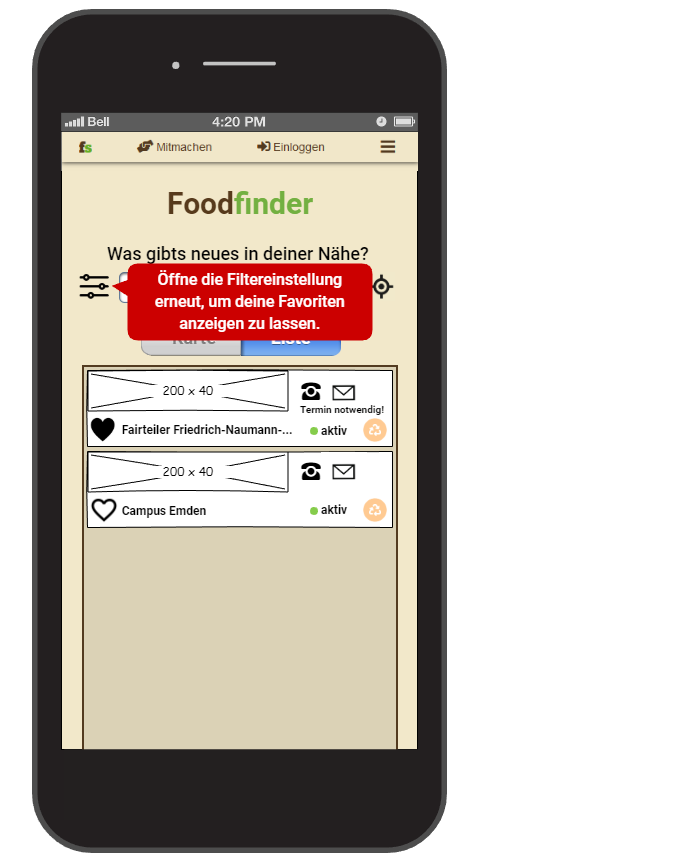 Bell 4:20 PM
fs Mitmachen Einloggen
Foodfinder
Was gibts neues in deiner Nähe?
Öffne die Filtereinstellung
erneut, um deine Favoriten
anzeigen zu lassen.
Karte Liste
200 x 40
Termin notwendig!
Fairteiler Friedrich-Naumann-... aktiv
200 x 40
Campus Emden aktiv